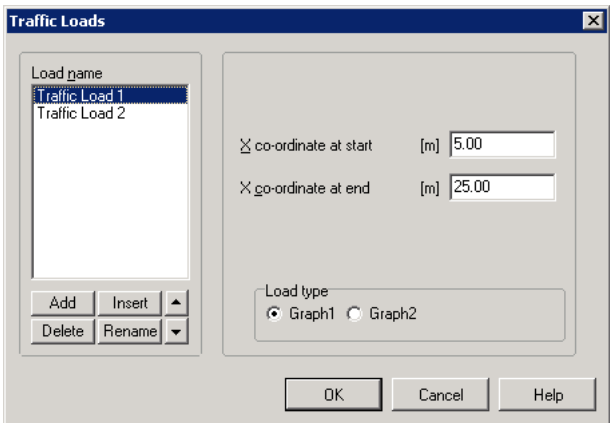 Traffic Loads
Load name
Traffic Load 1
Traffic Load 2
X co-ordinate at start [m] 5.00
X co-ordinate at end [m] 25.00
Add Insert
Delete Rename
Load type
Graph1 Graph2
OK Cancel Help